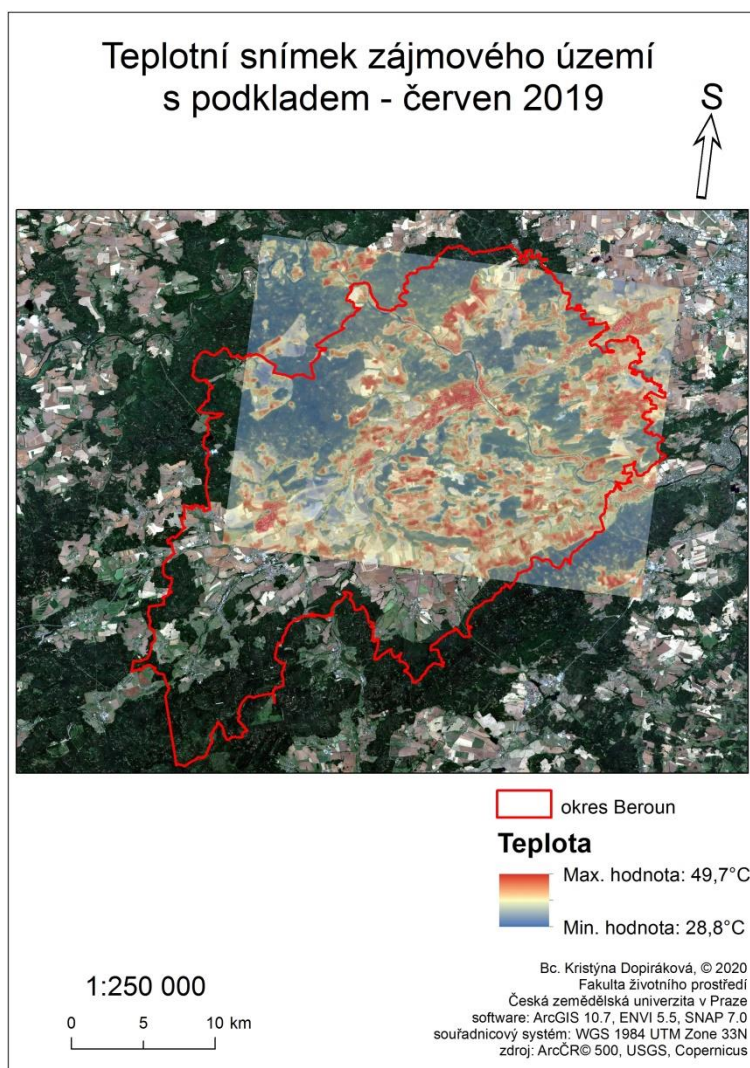 Teplotní snímek zájmového území
s podkladem - červen 2019
S
okres Beroun
Teplota
Max. hodnota: 49,7°C
Min. hodnota: 28,8°C
1:250 000
0 5 10 km
Bc. Kristýna Dopiráková, © 2020
Fakulta životního prostředí
Česká zemědělská univerzita v Praze
software: ArcGIS 10.7, ENVI 5.5, SNAP 7.0
souřadnicový systém: WGS 1984 UTM Zone 33N
zdroj: ArcČR© 500, USGS, Copernicus